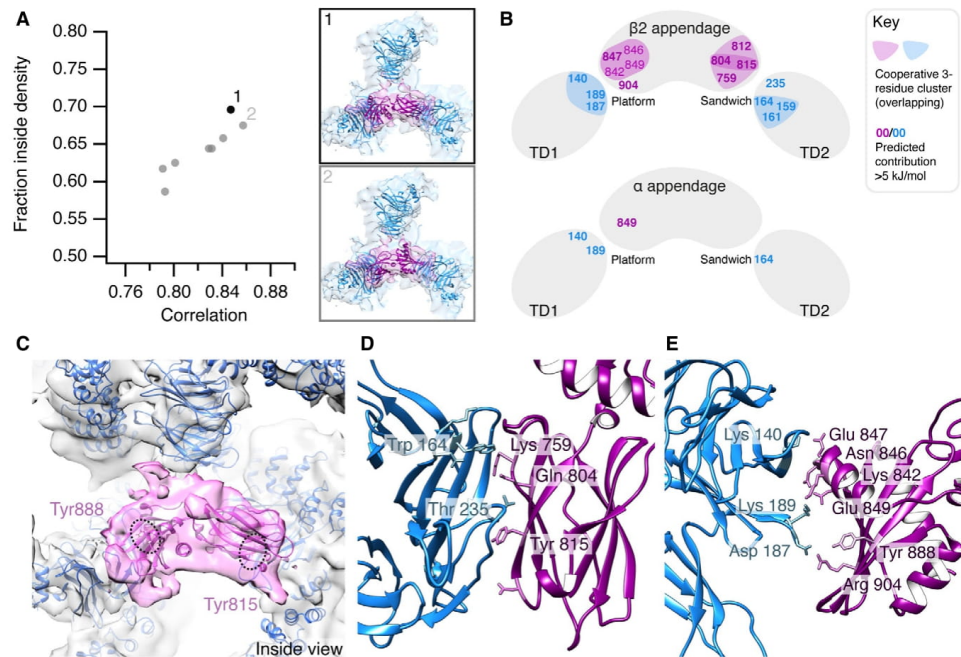 A
0.80
0.75
0.70
0.65
0.60
0.55
0.50
Fraction inside density
0.76 0.80 0.84 0.88
Correlation
1
2
1
2
B
β2 appendage
847 846
849
842
904
Platform
812
804 815
759
Sandwich
140
189
187
TD1
235
164 159
161
TD2
α appendage
849
140
189
Platform
Sandwich 164
TD1
TD2
Key
Cooperative 3-
residue cluster
(overlapping)
00/00
Predicted
contribution
>5 kJ/mol
C
Tyr888
Tyr815
Inside view
D
Trp 164
Lys 759
Gln 804
Thr 235
Tyr 815
E
Lys 140
Glu 847
Asn 846
Lys 842
Lys 189
Glu 849
Asp 187
Tyr 888
Arg 904